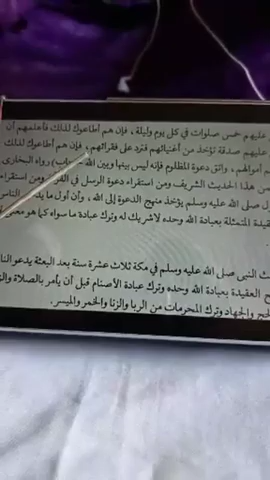 عليهم خمس صلوات في كل يوم وليلة، فإن هم أطاعوك لذلك فأعلمهم أن
عليهم صدقة تؤخذ من أغنيائهم فترد على فقرائهم، فإن هم أطاعوك لذلك
أموالهم، واتق دعوة المظلوم فإنه ليس بينها وبين الله حجاب) رواه البخاري
من هذا الحديث الشريف ومن استقراء دعوة الرسل في القرآن ومن استقراء
صلى الله عليه وسلم يؤخذ منهج الدعوة إلى الله، وأن أول ما الناس
المتمثلة بعبادة الله وحده لا شريك له وترك عبادة ما سواه كما هو
النبي صلى الله عليه وسلم في مكة ثلاث عشرة سنة بعد البعثة يدعو
العقيدة بعبادة الله وحده وترك عبادة الأصنام قبل أن يأمر بالصلاة
والجهاد وترك المحرمات من الربا والزنا والخمر والميسر.